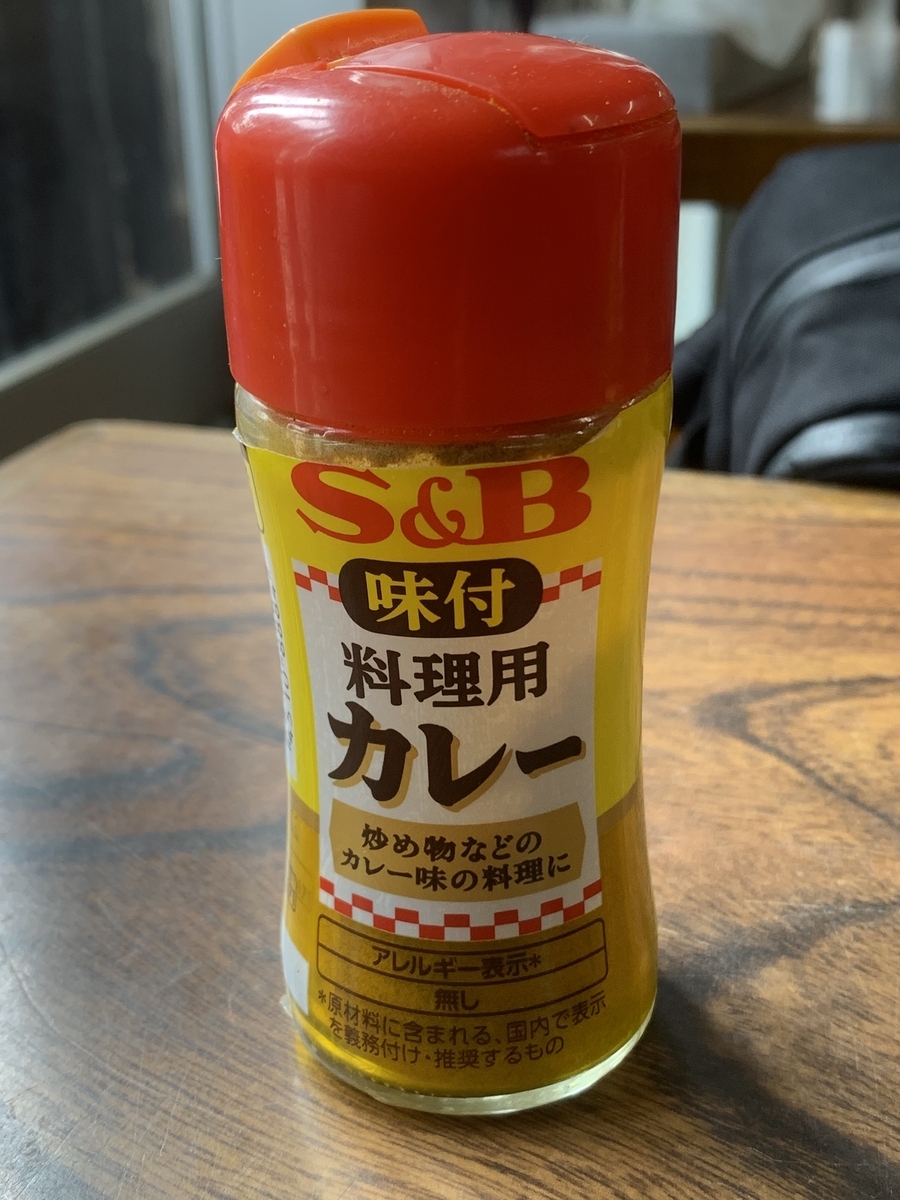 S&B
味付
料理用
カレー
炒め物などの
カレー味の料理に
アレルギー表示*
無し
*原材料に含まれる、国内で表示
を義務付け・推奨するもの